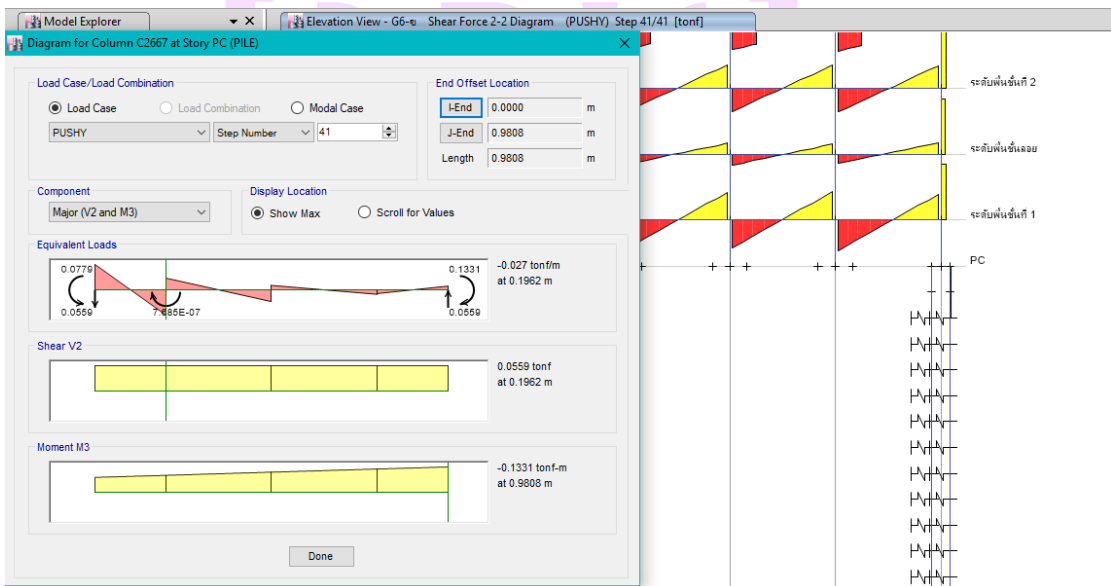 Model Explorer
Elevation View - G6-ข Shear Force 2-2 Diagram (PUSHY) Step 41/41 [tonf]
Diagram for Column C2667 at Story PC (PILE)
Load Case/Load Combination
Load Case
Load Combination
Modal Case
PUSHY
Step Number
41
End Offset Location
I-End
0.0000
m
J-End
0.9808
m
Length
0.9808
m
Component
Major (V2 and M3)
Display Location
Show Max
Scroll for Values
Equivalent Loads
0.0779
0.1331
0.0559
7.685E-07
0.0559
-0.027 tonf/m
at 0.1962 m
Shear V2
0.0559 tonf
at 0.1962 m
Moment M3
-0.1331 tonf-m
at 0.9808 m
Done
ระดับพื้นชั้นที่ 2
ระดับพื้นชั้นลอย
ระดับพื้นชั้นที่ 1
PC